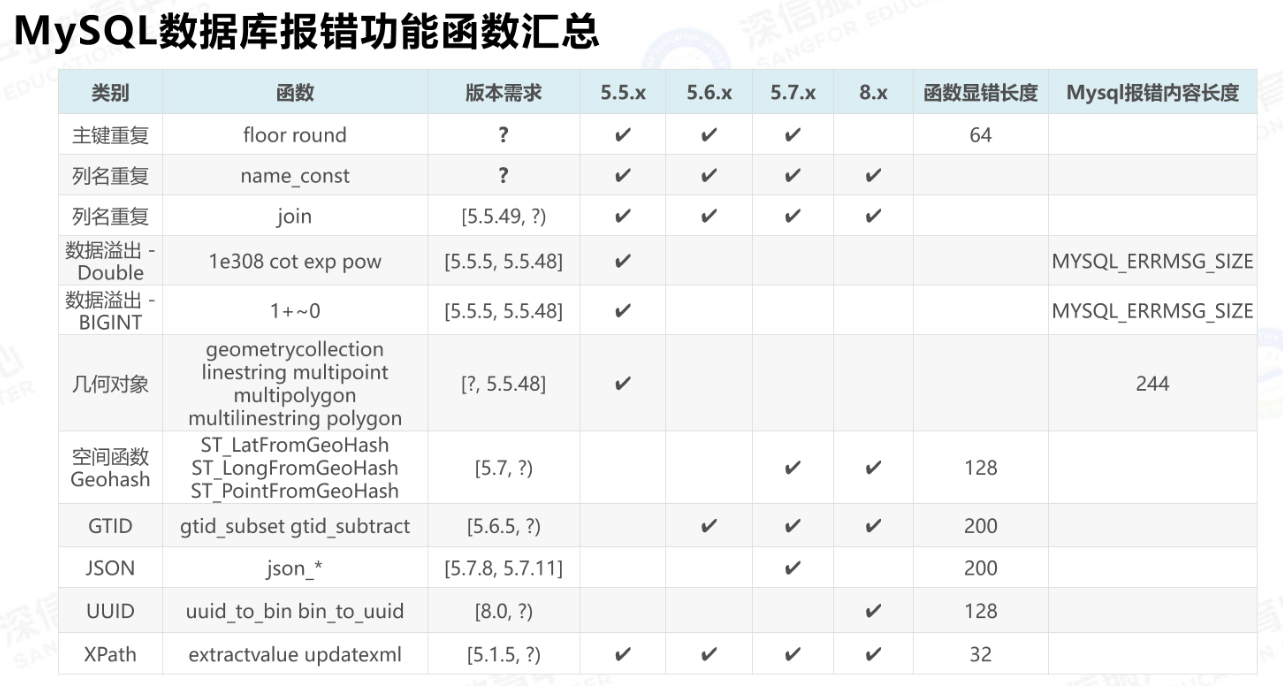 MySQL数据库报错功能函数汇总
类别 函数 版本需求 5.5.x 5.6.x 5.7.x 8.x 函数显错长度 Mysql报错内容长度
主键重复 floor round ? ✔ ✔ ✔ 64
列名重复 name_const ? ✔ ✔ ✔ ✔
列名重复 join [5.5.49, ?) ✔ ✔ ✔ ✔
数据溢出 -
Double
1e308 cot exp pow [5.5.5, 5.5.48] ✔ MYSQL_ERRMSG_SIZE
数据溢出 -
BIGINT
1+~0 [5.5.5, 5.5.48] ✔ MYSQL_ERRMSG_SIZE
几何对象
geometrycollection
linestring multipoint
multipolygon
multilinestring polygon
[?, 5.5.48] ✔ 244
空间函数
Geohash
ST_LatFromGeoHash
ST_LongFromGeoHash
ST_PointFromGeoHash
[5.7, ?) ✔ ✔ 128
GTID gtid_subset gtid_subtract [5.6.5, ?) ✔ ✔ ✔ 200
JSON json_* [5.7.8, 5.7.11] ✔ 200
UUID uuid_to_bin bin_to_uuid [8.0, ?) ✔ 128
XPath extractvalue updatexml [5.1.5, ?) ✔ ✔ ✔ ✔ 32